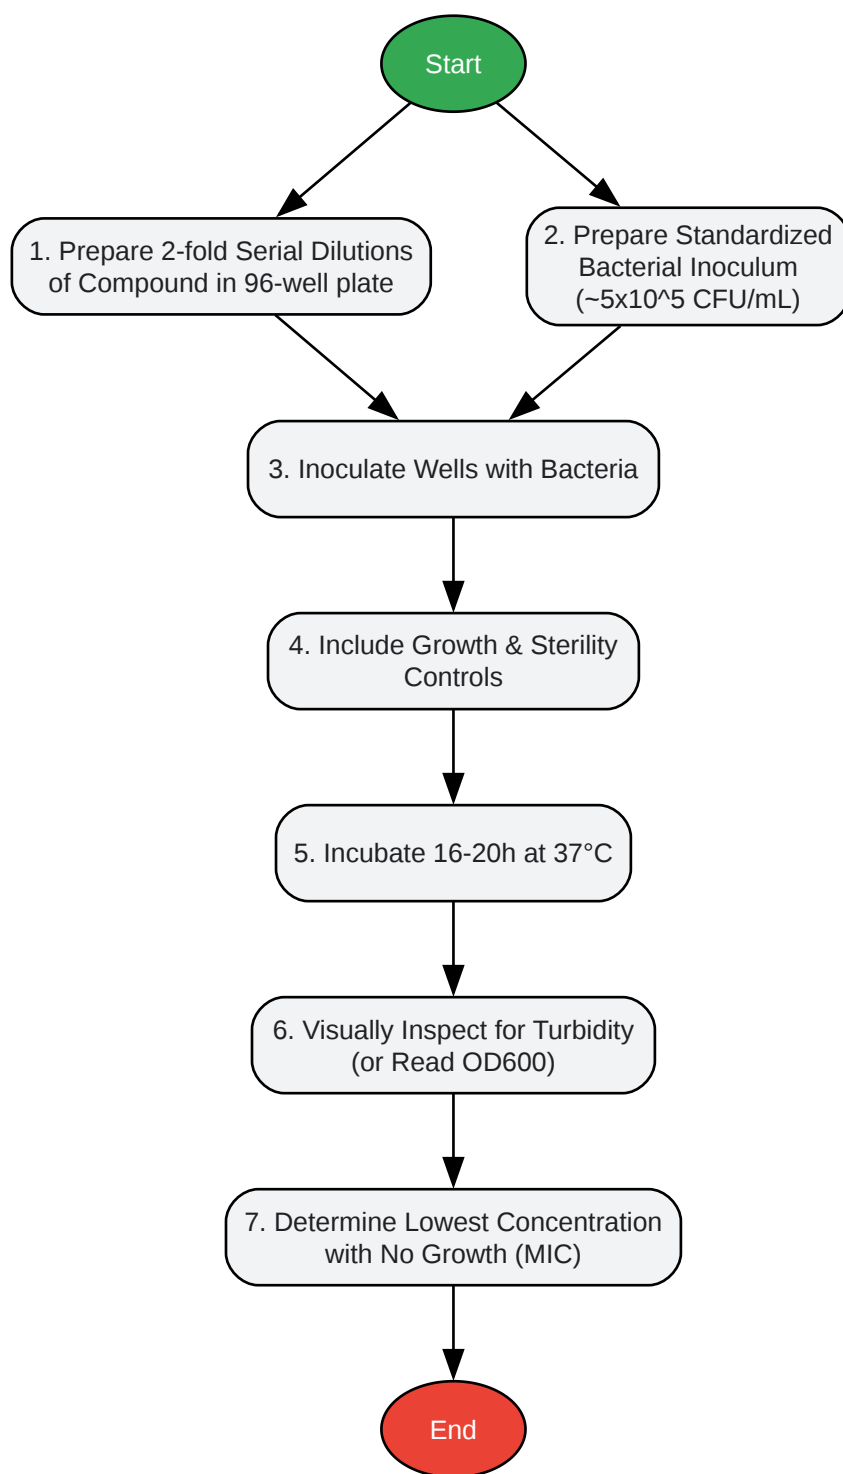 Start
1. Prepare 2-fold Serial Dilutions
of Compound in 96-well plate
2. Prepare Standardized
Bacterial Inoculum
(~5x10^5 CFU/mL)
3. Inoculate Wells with Bacteria
4. Include Growth & Sterility
Controls
5. Incubate 16-20h at 37°C
6. Visually Inspect for Turbidity
(or Read OD600)
7. Determine Lowest Concentration
with No Growth (MIC)
End